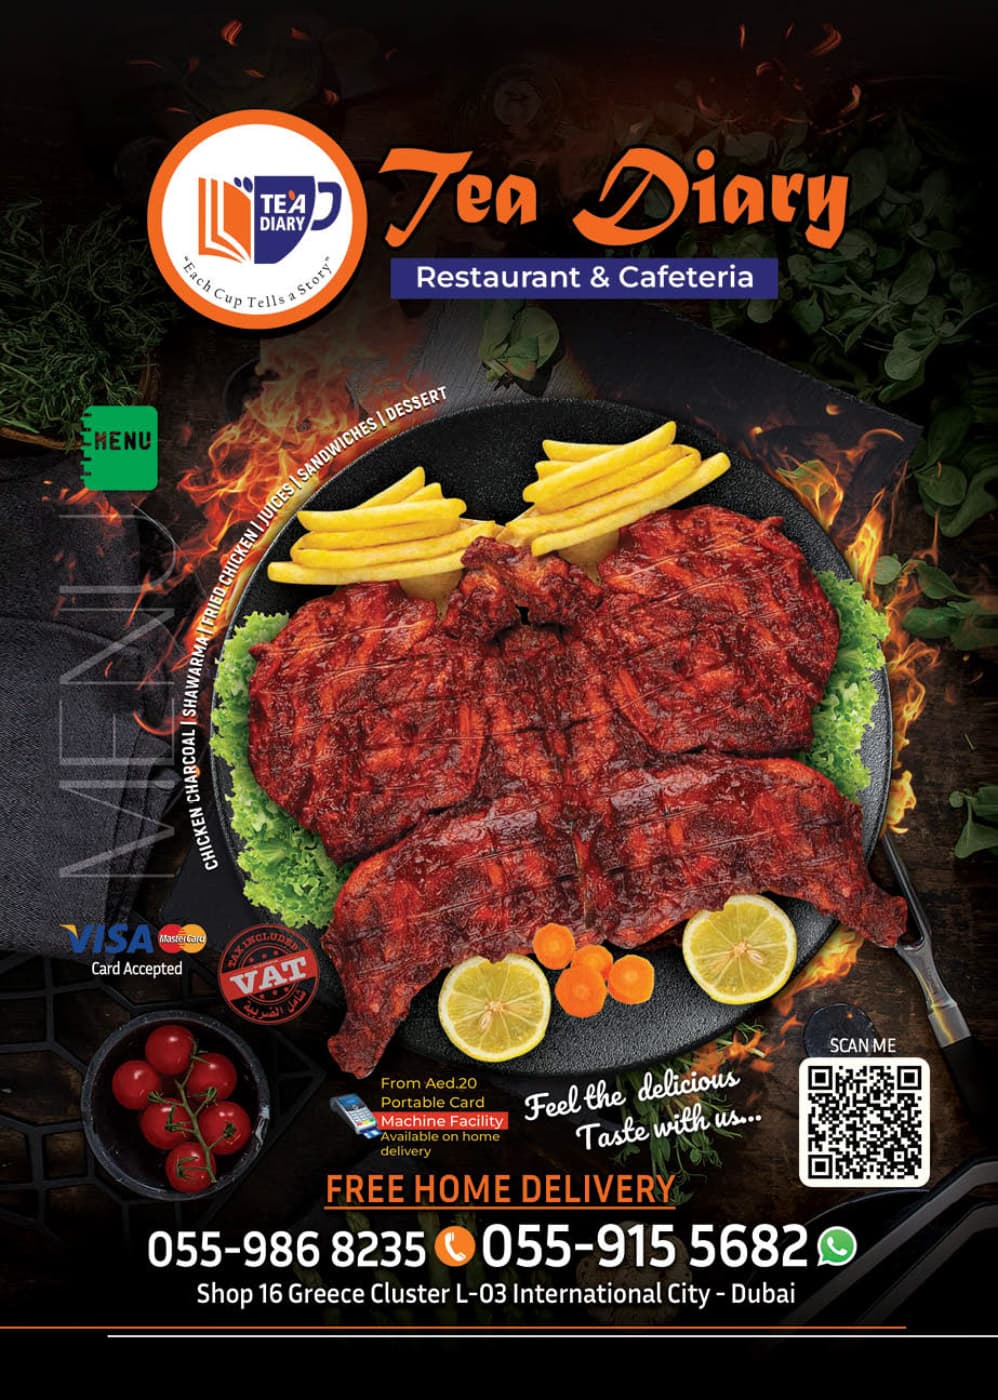 TE'A
DIARY
"Each Cup Tells a Story"
Tea Diary
Restaurant & Cafeteria
MENU
MENU
CHICKEN CHARCOAL | SHAWARMA | FRIED CHICKEN | JUICES | SANDWICHES | DESSERT
VISA MasterCard
Card Accepted
TAX INCLUDED
VAT
شامل الضريبة
From Aed.20
Portable Card
Machine Facility
Available on home
delivery
Feel the delicious
Taste with us...
SCAN ME
FREE HOME DELIVERY
055-986 8235 055-915 5682
Shop 16 Greece Cluster L-03 International City - Dubai